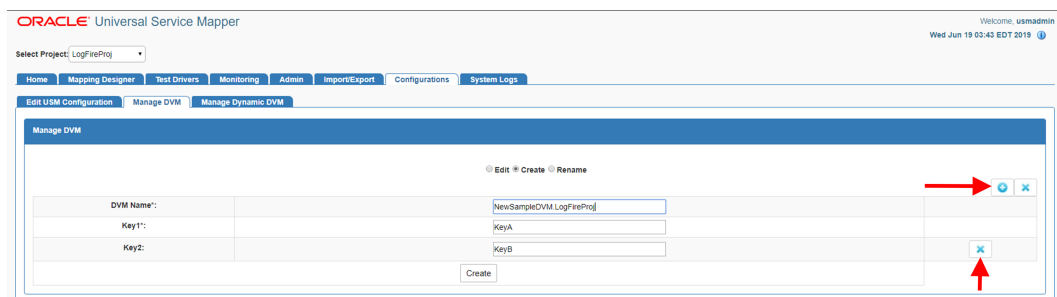 ORACLE® Universal Service Mapper
Welcome, usmadmin
Wed Jun 19 03:43 EDT 2019
Select Project: LogFireProj
Home Mapping Designer Test Drivers Monitoring Admin Import/Export Configurations System Logs
Edit USM Configuration Manage DVM Manage Dynamic DVM
Manage DVM
Edit Create Rename
DVM Name*: NewSampleDVM.LogFireProj
Key1*: KeyA
Key2: KeyB
Create